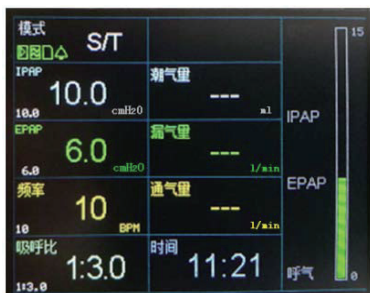 模式
S/T
15
IPAP
10.0
10.0
cmH2O
潮气量
---
ml
IPAP
EPAP
6.0
6.0
cmH2O
漏气量
---
l/min
EPAP
频率
10
10
BPM
通气量
---
l/min
吸呼比
1:3.0
1:3.0
时间
11:21
呼气
0